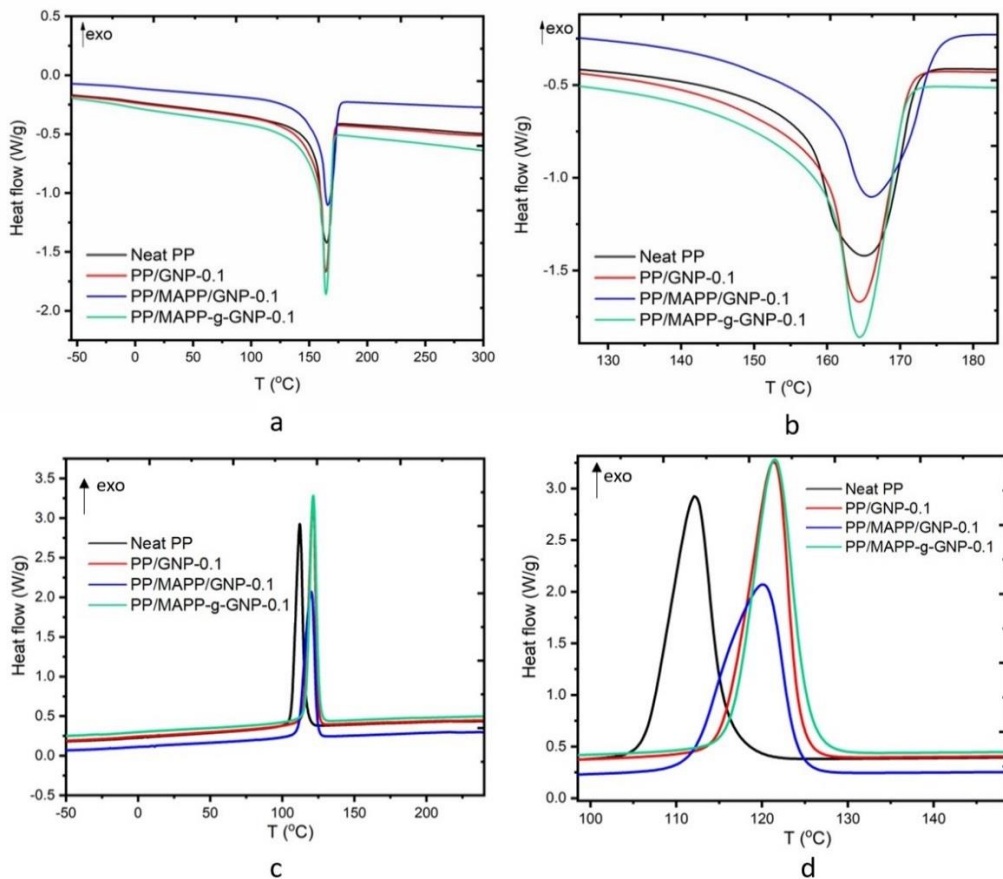 exo
0.5
0.0
-0.5
-1.0
-1.5
-2.0
Heat flow (W/g)
Neat PP
PP/GNP-0.1
PP/MAPP/GNP-0.1
PP/MAPP-g-GNP-0.1
-50 0 50 100 150 200 250 300
T (°C)
a
exo
-0.5
-1.0
-1.5
Heat flow (W/g)
Neat PP
PP/GNP-0.1
PP/MAPP/GNP-0.1
PP/MAPP-g-GNP-0.1
130 140 150 160 170 180
T (°C)
b
exo
3.5
3.0
2.5
2.0
1.5
1.0
0.5
0.0
-0.5
Heat flow (W/g)
Neat PP
PP/GNP-0.1
PP/MAPP/GNP-0.1
PP/MAPP-g-GNP-0.1
-50 0 50 100 150 200
T (°C)
c
exo
3.0
2.5
2.0
1.5
1.0
0.5
0.0
Heat flow (W/g)
Neat PP
PP/GNP-0.1
PP/MAPP/GNP-0.1
PP/MAPP-g-GNP-0.1
100 110 120 130 140
T (°C)
d